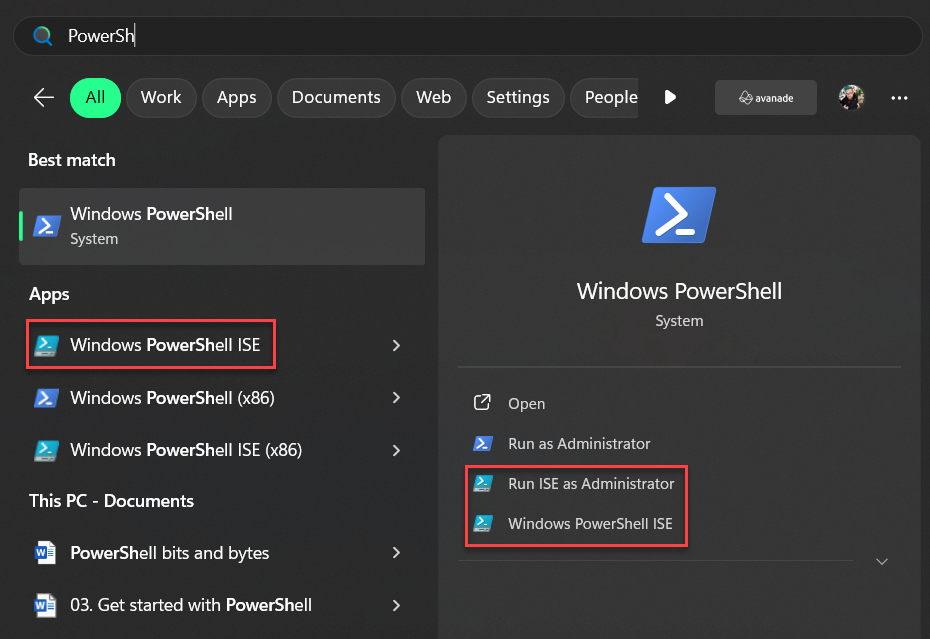 PowerSh
All
Work
Apps
Documents
Web
Settings
People
avanade
Best match
Windows PowerShell
System
Apps
Windows PowerShell ISE
Windows PowerShell (x86)
Windows PowerShell ISE (x86)
This PC - Documents
PowerShell bits and bytes
03. Get started with PowerShell
Windows PowerShell
System
Open
Run as Administrator
Run ISE as Administrator
Windows PowerShell ISE